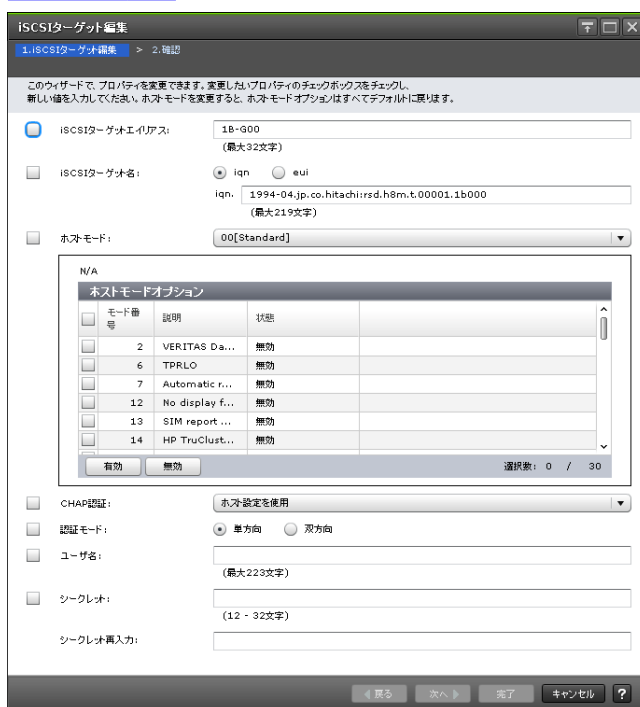 iSCSIターゲット編集
1.iSCSIターゲット編集 > 2.確認
このウィザードで、プロパティを変更できます。変更したいプロパティのチェックボックスをチェックし、
新しい値を入力してください。ホストモードを変更すると、ホストモードオプションはすべてデフォルトに戻ります。
iSCSIターゲットエイリアス: 1B-G00
(最大32文字)
iSCSIターゲット名: iqn eui
iqn. 1994-04.jp.co.hitachi:rsd.h8m.t.00001.1b000
(最大219文字)
ホストモード: 00[Standard]
N/A
ホストモードオプション
モード番号 説明 状態
2 VERITAS Da... 無効
6 TPRLO 無効
7 Automatic r... 無効
12 No display f... 無効
13 SIM report ... 無効
14 HP TruClust... 無効
有効 無効 選択数: 0 / 30
CHAP認証: ホスト設定を使用
認証モード: 単方向 双方向
ユーザ名:
(最大223文字)
シークレット:
(12 - 32文字)
シークレット再入力:
戻る 次へ 完了 キャンセル ?